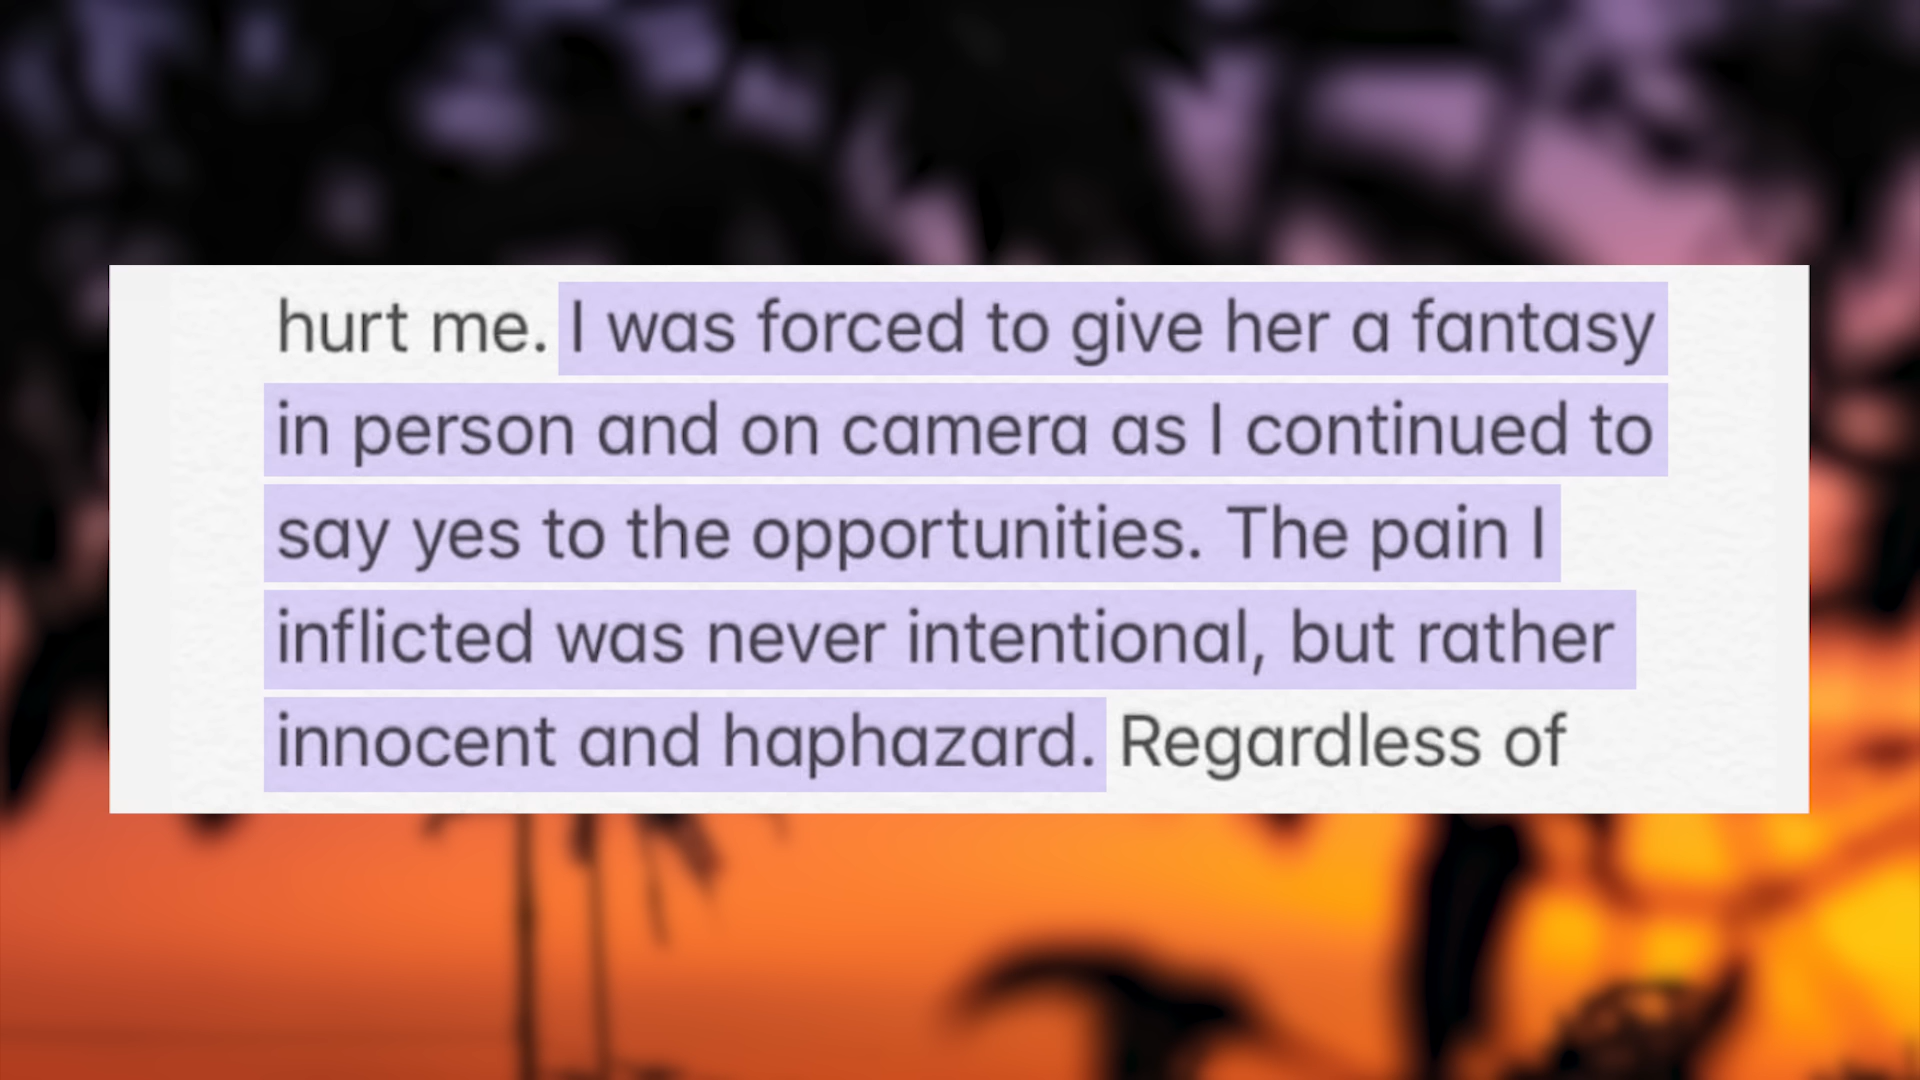 hurt me. I was forced to give her a fantasy
in person and on camera as I continued to
say yes to the opportunities. The pain I
inflicted was never intentional, but rather
innocent and haphazard. Regardless of